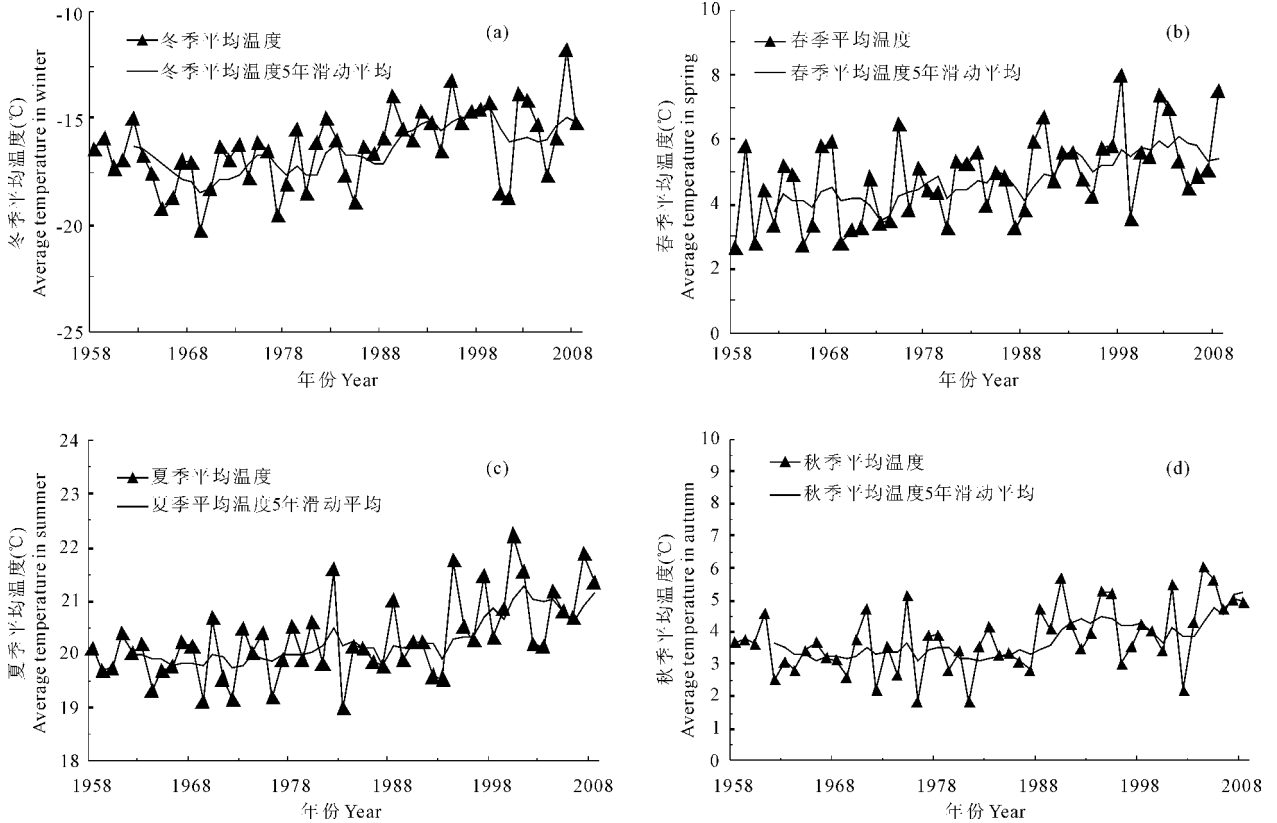 (a)
冬季平均温度
冬季平均温度5年滑动平均
冬季平均温度(℃)
Average temperature in winter
-10
-15
-20
-25
1958 1968 1978 1988 1998 2008
年份 Year
(b)
春季平均温度
春季平均温度5年滑动平均
春季平均温度(℃)
Average temperature in spring
10
8
6
4
2
0
1958 1968 1978 1988 1998 2008
年份 Year
(c)
夏季平均温度
夏季平均温度5年滑动平均
夏季平均温度(℃)
Average temperature in summer
24
23
22
21
20
19
18
1958 1968 1978 1988 1998 2008
年份 Year
(d)
秋季平均温度
秋季平均温度5年滑动平均
秋季平均温度(℃)
Average temperature in autumn
10
9
8
7
6
5
4
3
2
1
0
1958 1968 1978 1988 1998 2008
年份 Year